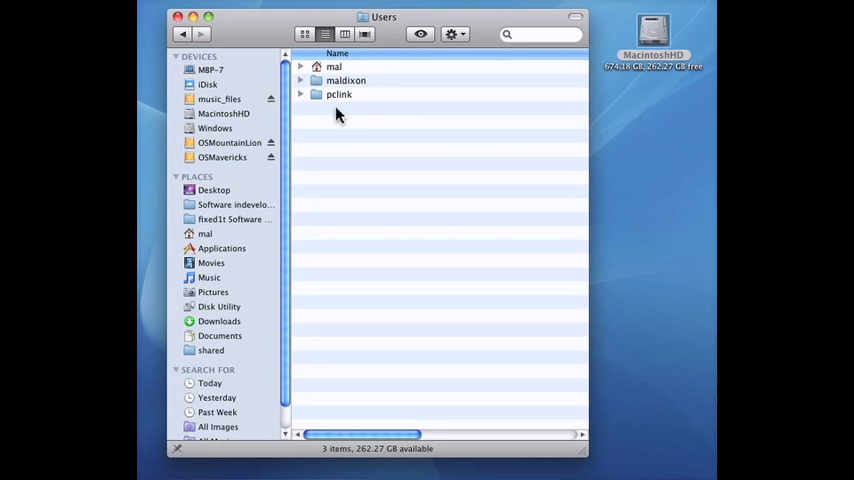 Users
Name
DEVICES
MBP-7
iDisk
music_files
MacintoshHD
Windows
OSMountainLion
OSMavericks
PLACES
Desktop
Software indevelo...
fixed1t Software ...
mal
Applications
Movies
Music
Pictures
Disk Utility
Downloads
Documents
shared
SEARCH FOR
Today
Yesterday
Past Week
All Images
mal
maldixon
pclink
3 items, 262.27 GB available
MacintoshHD
674.18 GB, 262.27 GB free